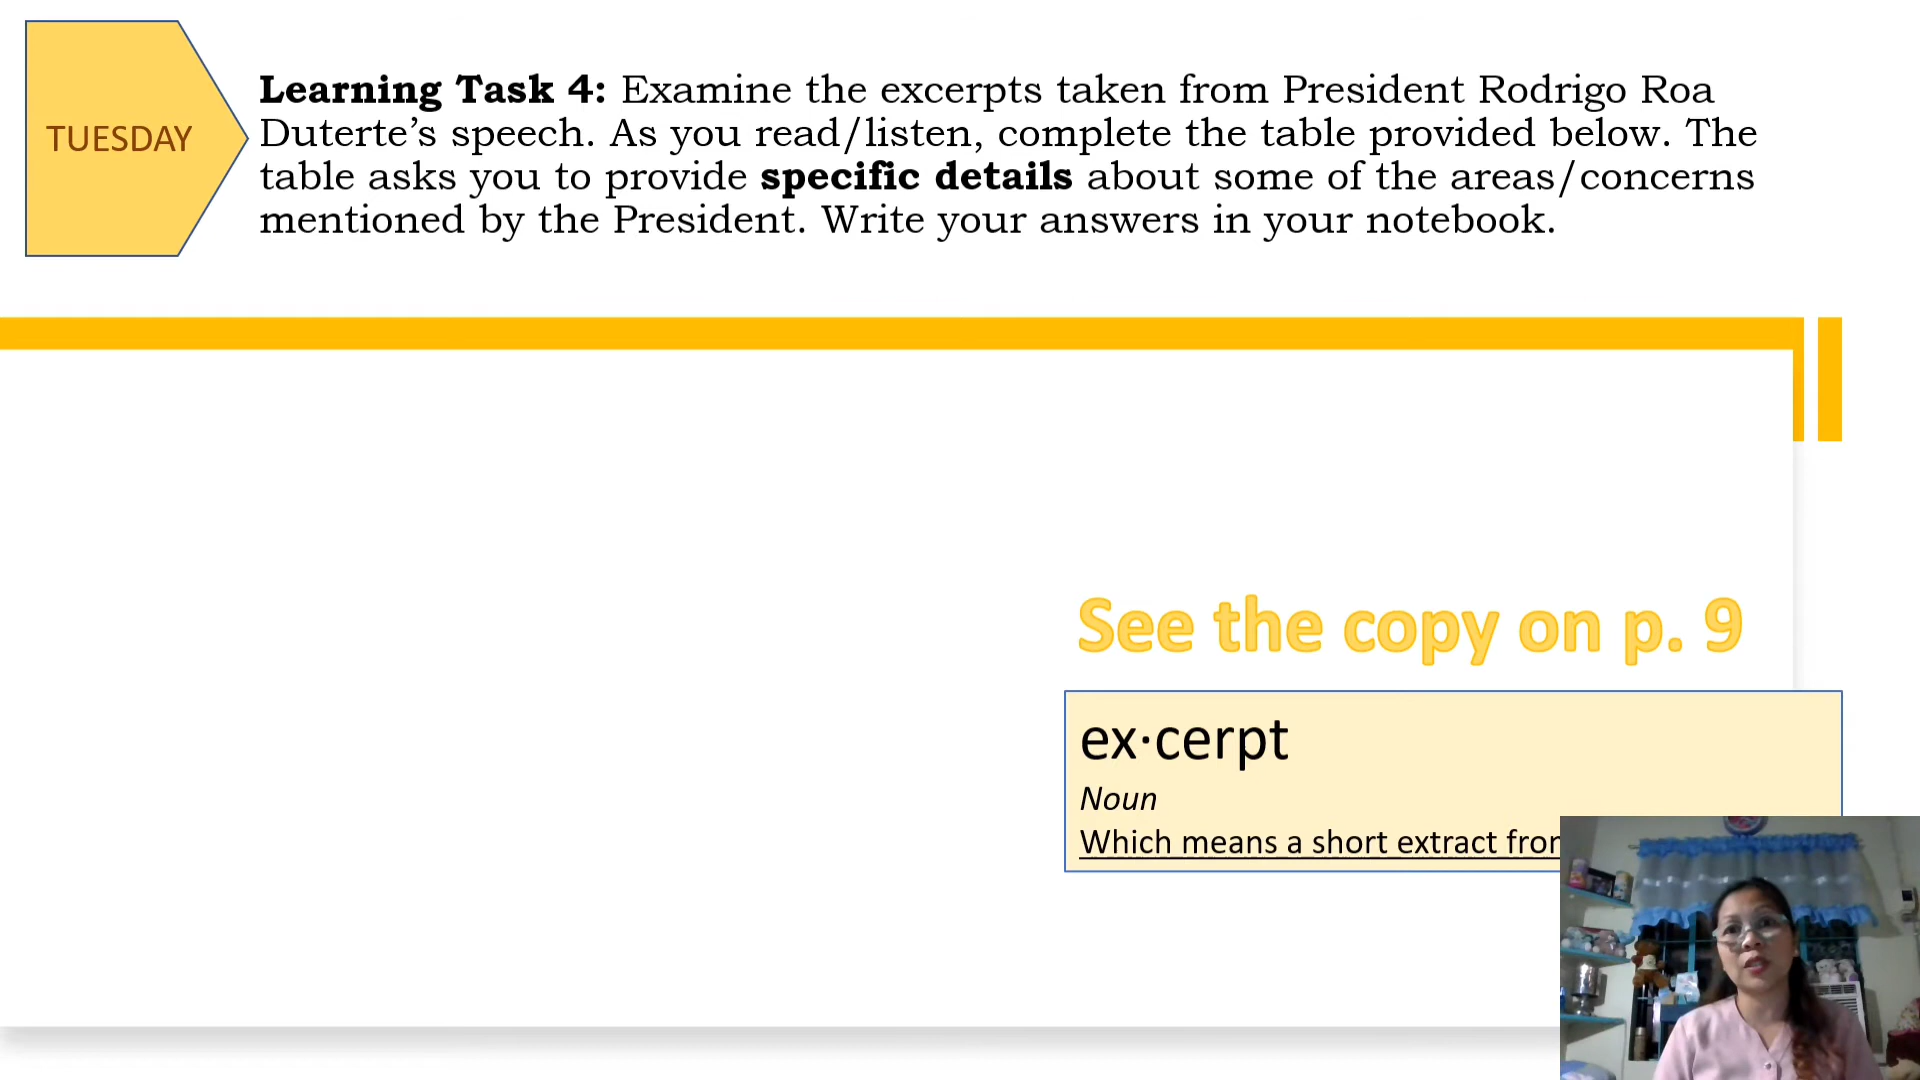 TUESDAY
Learning Task 4: Examine the excerpts taken from President Rodrigo Roa
Duterte’s speech. As you read/listen, complete the table provided below. The
table asks you to provide specific details about some of the areas/concerns
mentioned by the President. Write your answers in your notebook.
See the copy on p. 9
ex·cerpt
Noun
Which means a short extract from